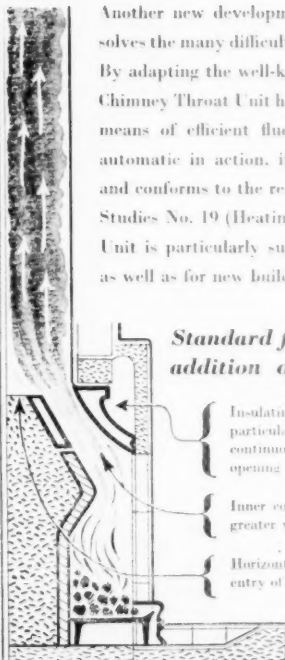 Another new developm
solves the many difficul
By adapting the well-k
Chimney Throat Unit h
means of efficient flu
automatic in action, i
and conforms to the re
Studies No. 19 (Heatin
Unit is particularly su
as well as for new buil
Standard f
addition a
Insulatin
particula
continuo
opening
Inner co
greater v
Horizont
entry of